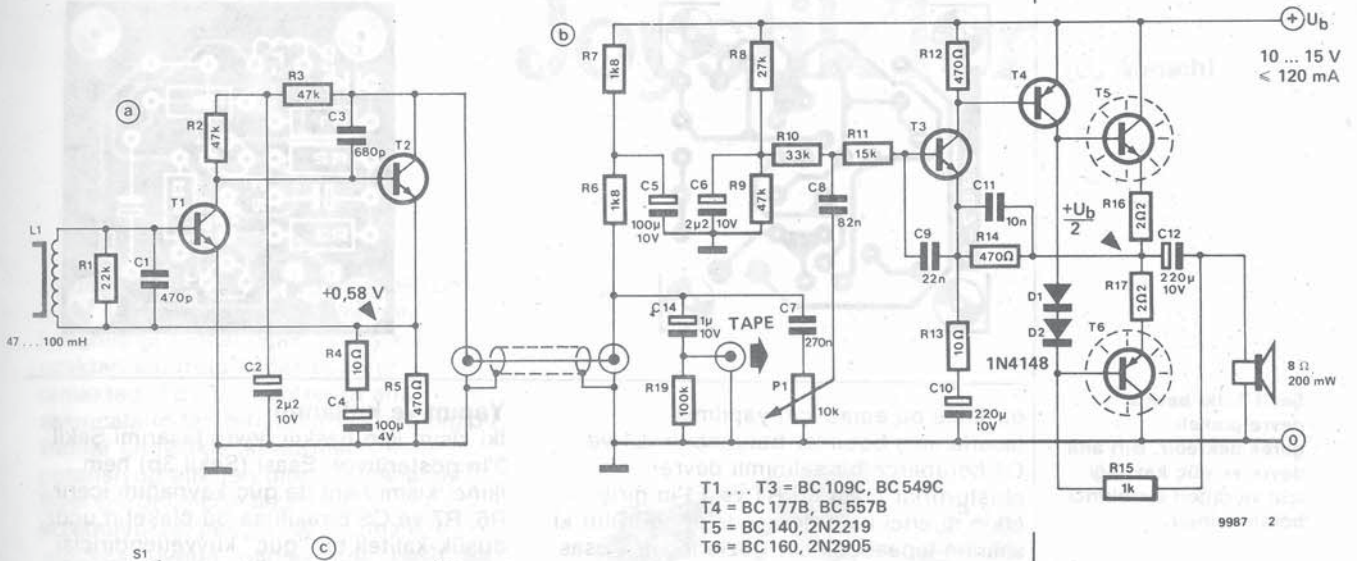 a
L1
47 ... 100 mH
R1
22k
C1
470p
T1
R2
47k
R3
47k
C3
680p
T2
+0,58 V
C2
2µ2
10V
R4
10Ω
C4
100µ
4V
R5
470Ω
b
R7
1k8
R6
1k8
C5
100µ
10V
C6
2µ2
10V
R8
27k
R9
47k
R10
33k
R11
15k
C8
82n
C14
1µ
10V
TAPE
C7
270n
R19
100k
P1
10k
R12
470Ω
T3
C9
22n
C11
10n
R14
470Ω
R13
10Ω
C10
220µ
10V
T4
T5
+Ub
2
R16
2Ω2
C12
220µ
10V
R17
2Ω2
D1
D2
1N4148
T6
R15
1k
8 Ω
200 mW
+ Ub
10 ... 15 V
≤ 120 mA
0
T1 ... T3 = BC 109C, BC 549C
T4 = BC 177B, BC 557B
T5 = BC 140, 2N2219
T6 = BC 160, 2N2905
9987 2
S1
c